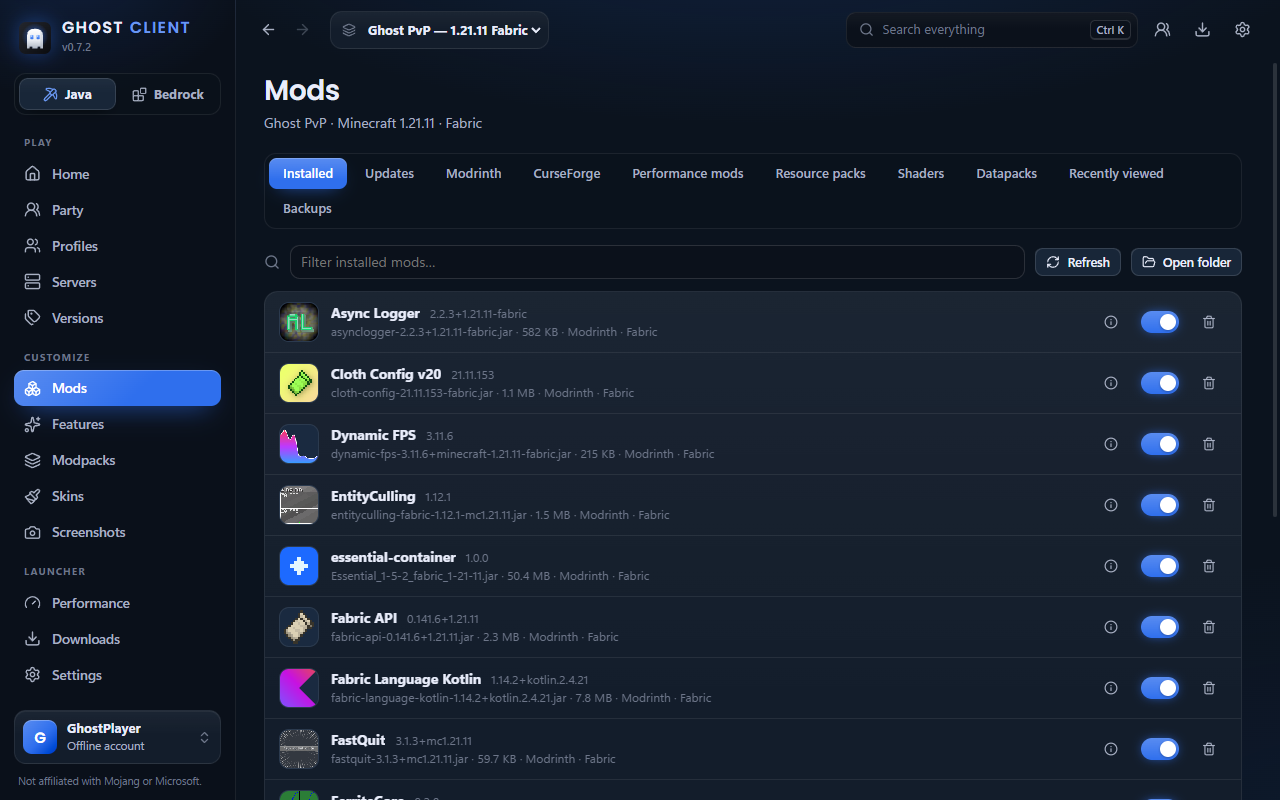 GHOST CLIENT
v0.7.2
Java
Bedrock
PLAY
Home
Party
Profiles
Servers
Versions
CUSTOMIZE
Mods
Features
Modpacks
Skins
Screenshots
LAUNCHER
Performance
Downloads
Settings
G
GhostPlayer
Offline account
Not affiliated with Mojang or Microsoft.
Ghost PvP — 1.21.11 Fabric
Search everything
Ctrl K
Mods
Ghost PvP · Minecraft 1.21.11 · Fabric
Installed
Updates
Modrinth
CurseForge
Performance mods
Resource packs
Shaders
Datapacks
Recently viewed
Backups
Filter installed mods...
Refresh
Open folder
AL
Async Logger 2.2.3+1.21.11-fabric
asynclogger-2.2.3+1.21.11-fabric.jar · 582 KB · Modrinth · Fabric
Cloth Config v20 21.11.153
cloth-config-21.11.153-fabric.jar · 1.1 MB · Modrinth · Fabric
Dynamic FPS 3.11.6
dynamic-fps-3.11.6+minecraft-1.21.11-fabric.jar · 215 KB · Modrinth · Fabric
EntityCulling 1.12.1
entityculling-fabric-1.12.1-mc1.21.11.jar · 1.5 MB · Modrinth · Fabric
essential-container 1.0.0
Essential_1-5-2_fabric_1-21-11.jar · 50.4 MB · Modrinth · Fabric
Fabric API 0.141.6+1.21.11
fabric-api-0.141.6+1.21.11.jar · 2.3 MB · Modrinth · Fabric
Fabric Language Kotlin 1.14.2+kotlin.2.4.21
fabric-language-kotlin-1.14.2+kotlin.2.4.21.jar · 7.8 MB · Modrinth · Fabric
FastQuit 3.1.3+mc1.21.11
fastquit-3.1.3+mc1.21.11.jar · 59.7 KB · Modrinth · Fabric